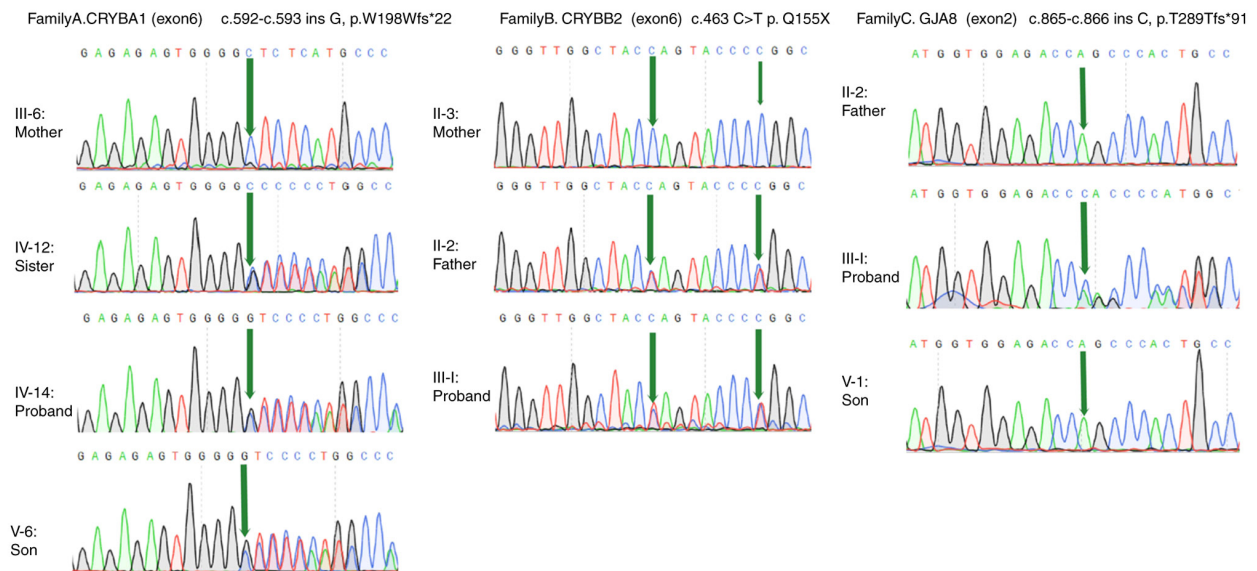 FamilyA.CRYBA1 (exon6) c.592-c.593 ins G, p.W198Wfs*22
G A G A G A G T G G G G C T C T C A T G C C C
III-6:
Mother
G A G A G A G T G G G G C C C C C C T G G C C
IV-12:
Sister
G A G A G A G T G G G G G T C C C C T G G C C C
IV-14:
Proband
G A G A G A G T G G G G G T C C C C T G G C C C
V-6:
Son
FamilyB. CRYBB2 (exon6) c.463 C>T p. Q155X
G G G T T G G C T A C C A G T A C C C C G G C
II-3:
Mother
G G G T T G G C T A C C A G T A C C C C G G C
II-2:
Father
G G G T T G G C T A C C A G T A C C C C G G C
III-I:
Proband
FamilyC. GJA8 (exon2) c.865-c.866 ins C, p.T289Tfs*91
A T G G T G G A G A C C A G C C C A C T G C C
II-2:
Father
A T G G T G G A G A C C C A C C C C A T G G C
III-I:
Proband
A T G G T G G A G A C C A G C C C A C T G C C
V-1:
Son